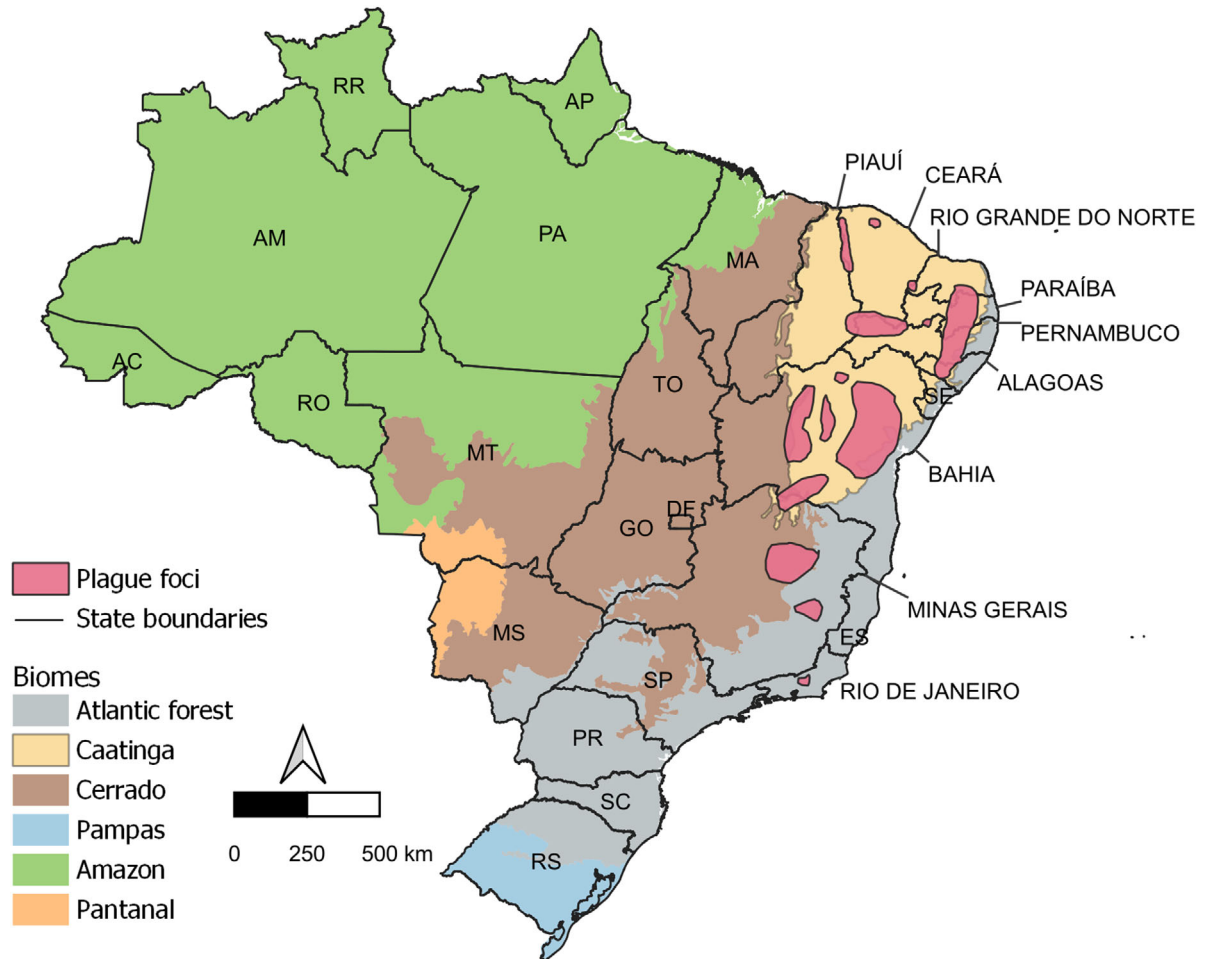 RR
AP
PIAUÍ
CEARÁ
RIO GRANDE DO NORTE
AM
PA
MA
PARAÍBA
PERNAMBUCO
AC
ALAGOAS
TO
RO
SE
MT
BAHIA
DF
GO
Plague foci
State boundaries
MINAS GERAIS
MS
ES
Biomes
SP
RIO DE JANEIRO
Atlantic forest
PR
Caatinga
Cerrado
SC
Pampas
0 250 500 km
RS
Amazon
Pantanal